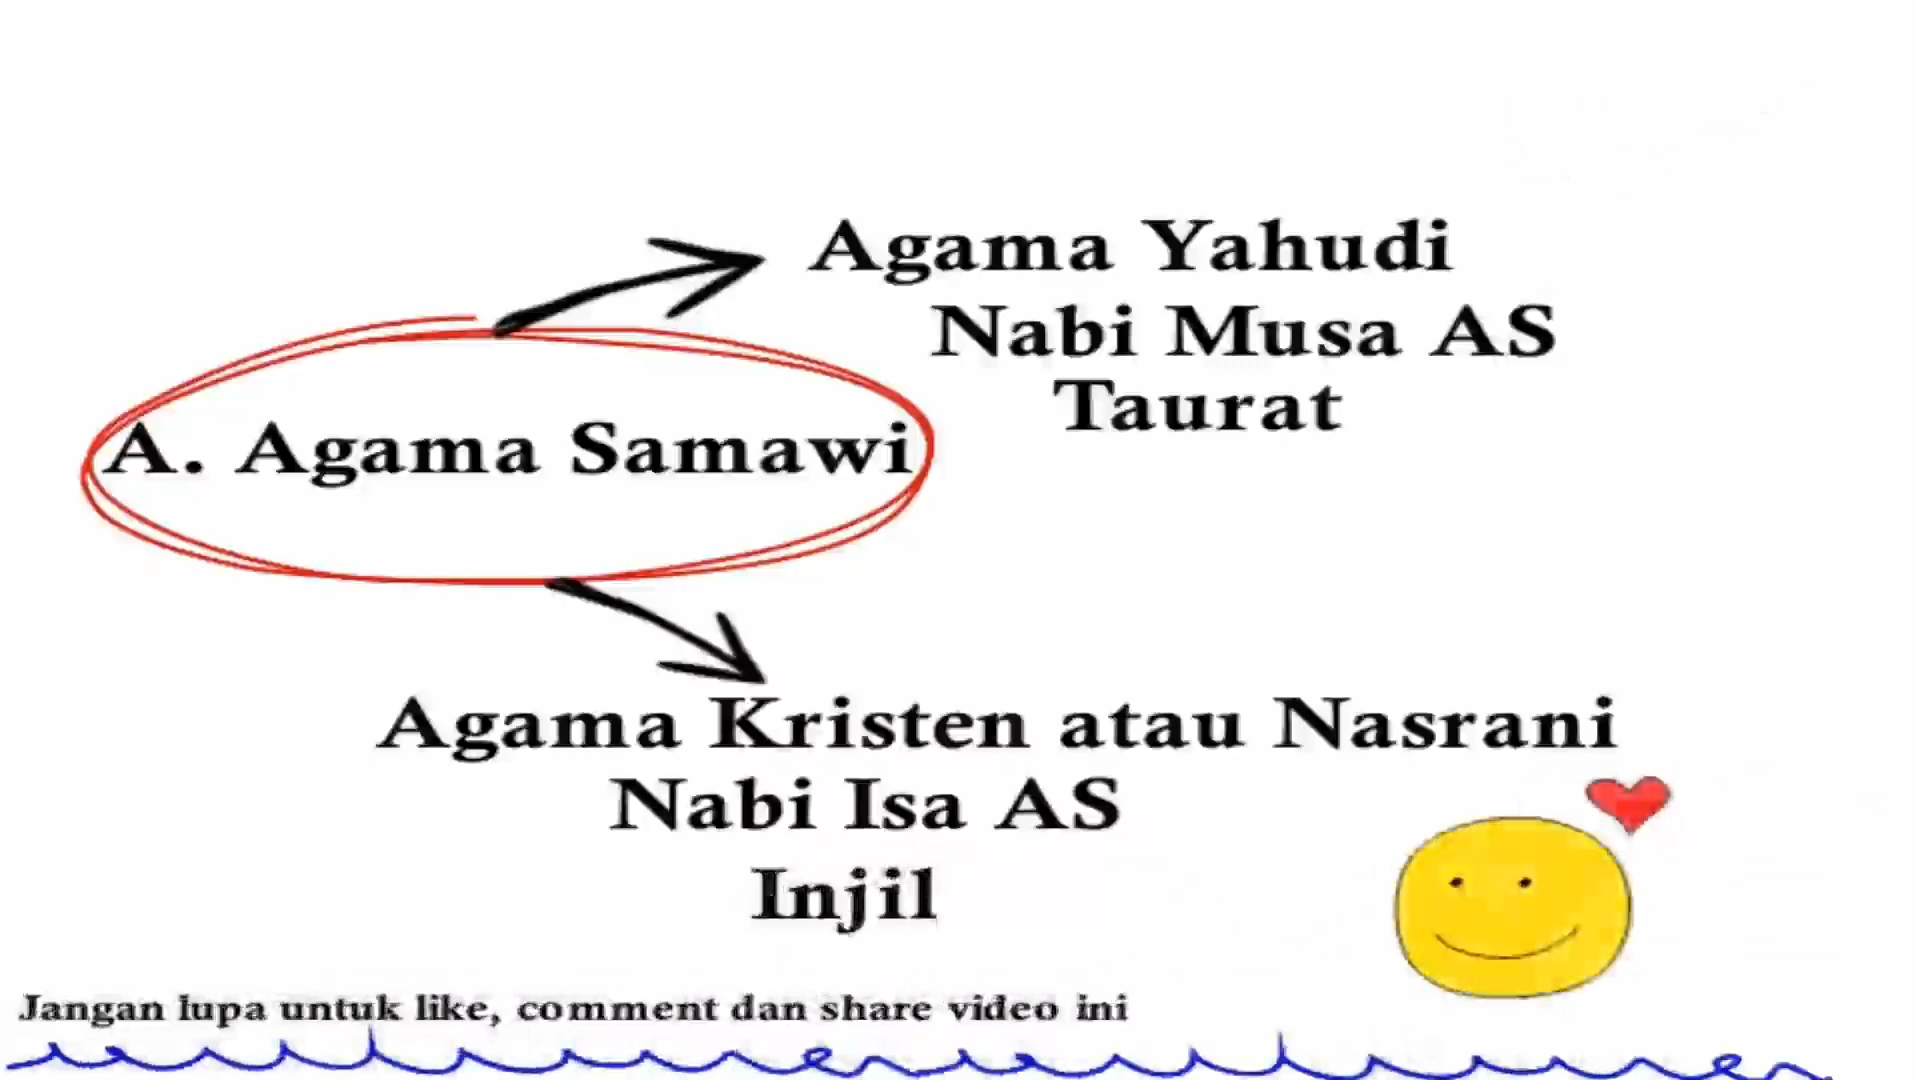 Agama Yahudi
Nabi Musa AS
Taurat
A. Agama Samawi
Agama Kristen atau Nasrani
Nabi Isa AS
Injil
Jangan lupa untuk like, comment dan share video ini